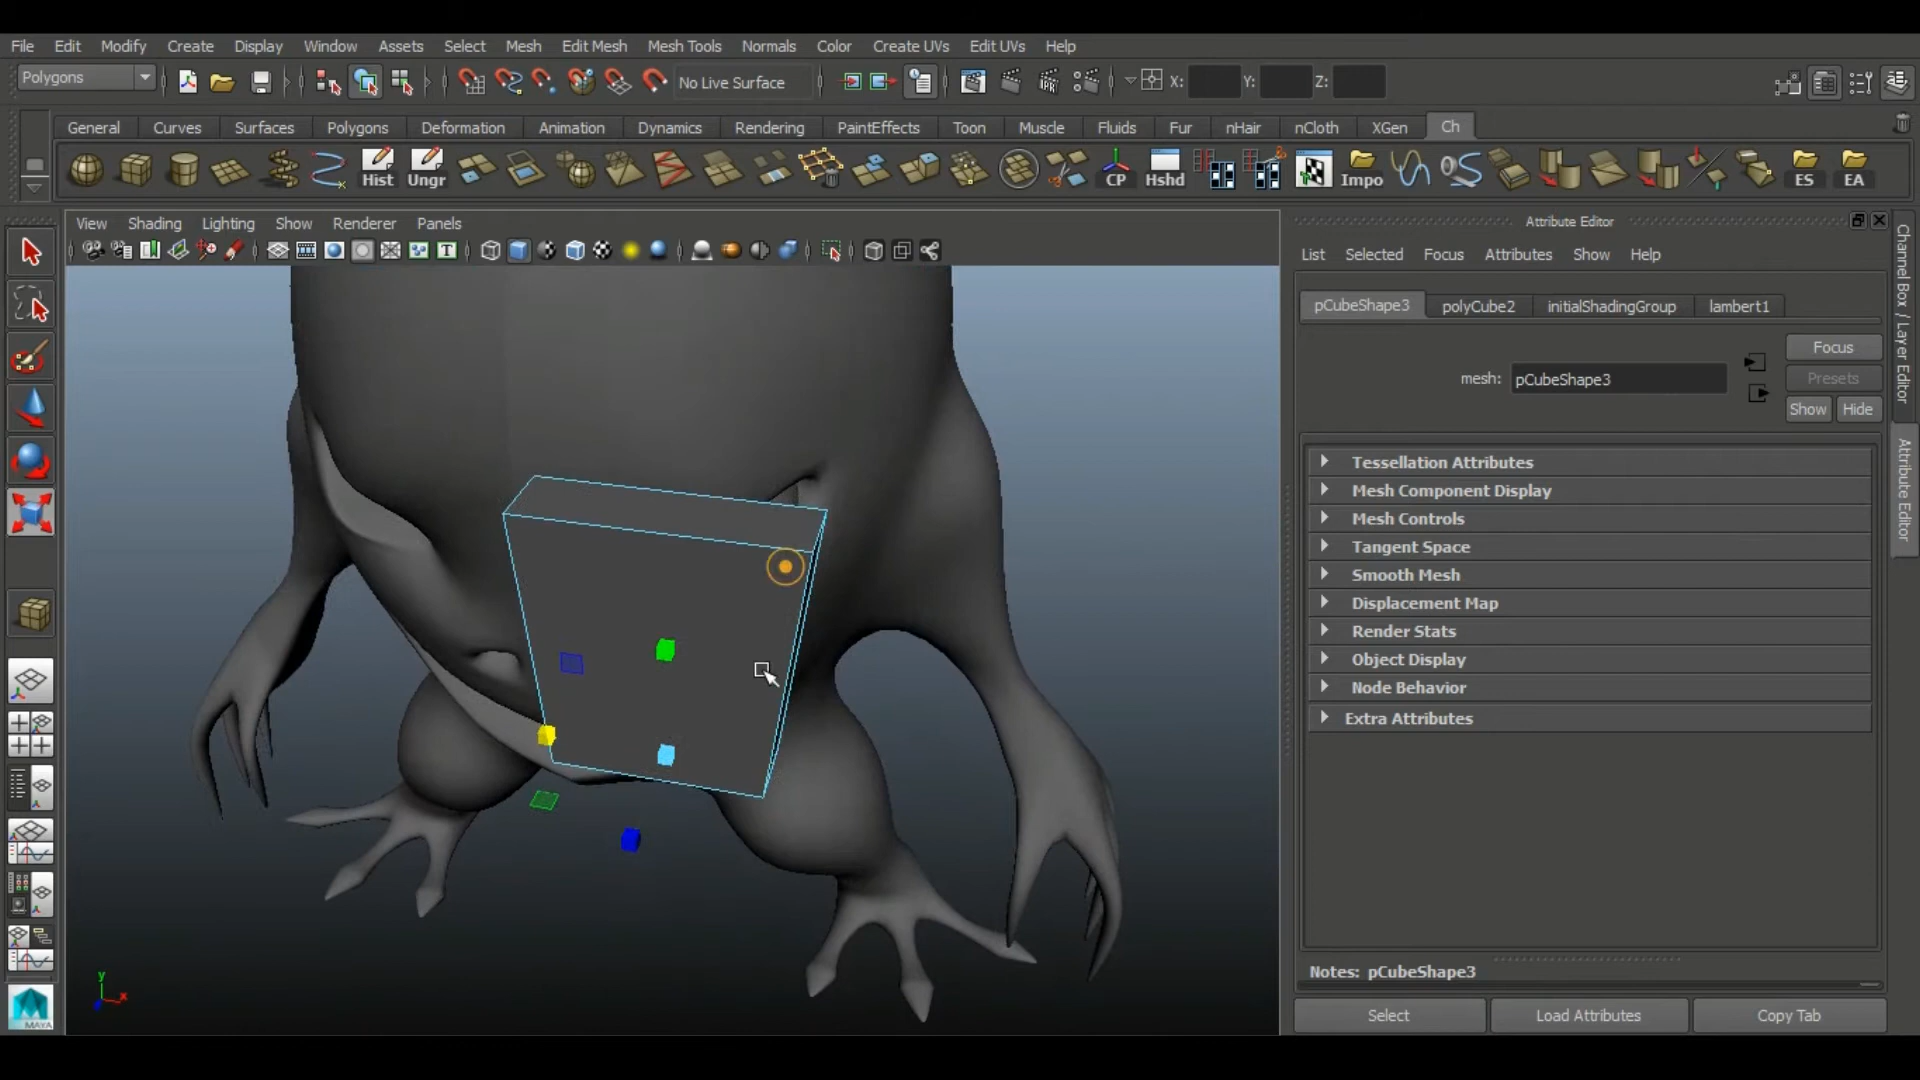 File Edit Modify Create Display Window Assets Select Mesh Edit Mesh Mesh Tools Normals Color Create UVs Edit UVs Help
Polygons No Live Surface X: Y: Z:
General Curves Surfaces Polygons Deformation Animation Dynamics Rendering PaintEffects Toon Muscle Fluids Fur nHair nCloth XGen Ch
Hist Ungr CP Hshd Impo ES EA
View Shading Lighting Show Renderer Panels
T
Attribute Editor
List Selected Focus Attributes Show Help
pCubeShape3 polyCube2 initialShadingGroup lambert1
Focus
mesh: pCubeShape3
Presets
Show Hide
Tessellation Attributes
Mesh Component Display
Mesh Controls
Tangent Space
Smooth Mesh
Displacement Map
Render Stats
Object Display
Node Behavior
Extra Attributes
Notes: pCubeShape3
Select Load Attributes Copy Tab
Channel Box / Layer Editor
Attribute Editor
y
x
MAYA